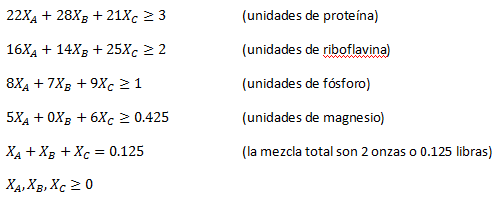 22X_A + 28X_B + 21X_C ≥ 3 (unidades de proteína)
16X_A + 14X_B + 25X_C ≥ 2 (unidades de riboflavina)
8X_A + 7X_B + 9X_C ≥ 1 (unidades de fósforo)
5X_A + 0X_B + 6X_C ≥ 0.425 (unidades de magnesio)
X_A + X_B + X_C = 0.125 (la mezcla total son 2 onzas o 0.125 libras)
X_A, X_B, X_C ≥ 0